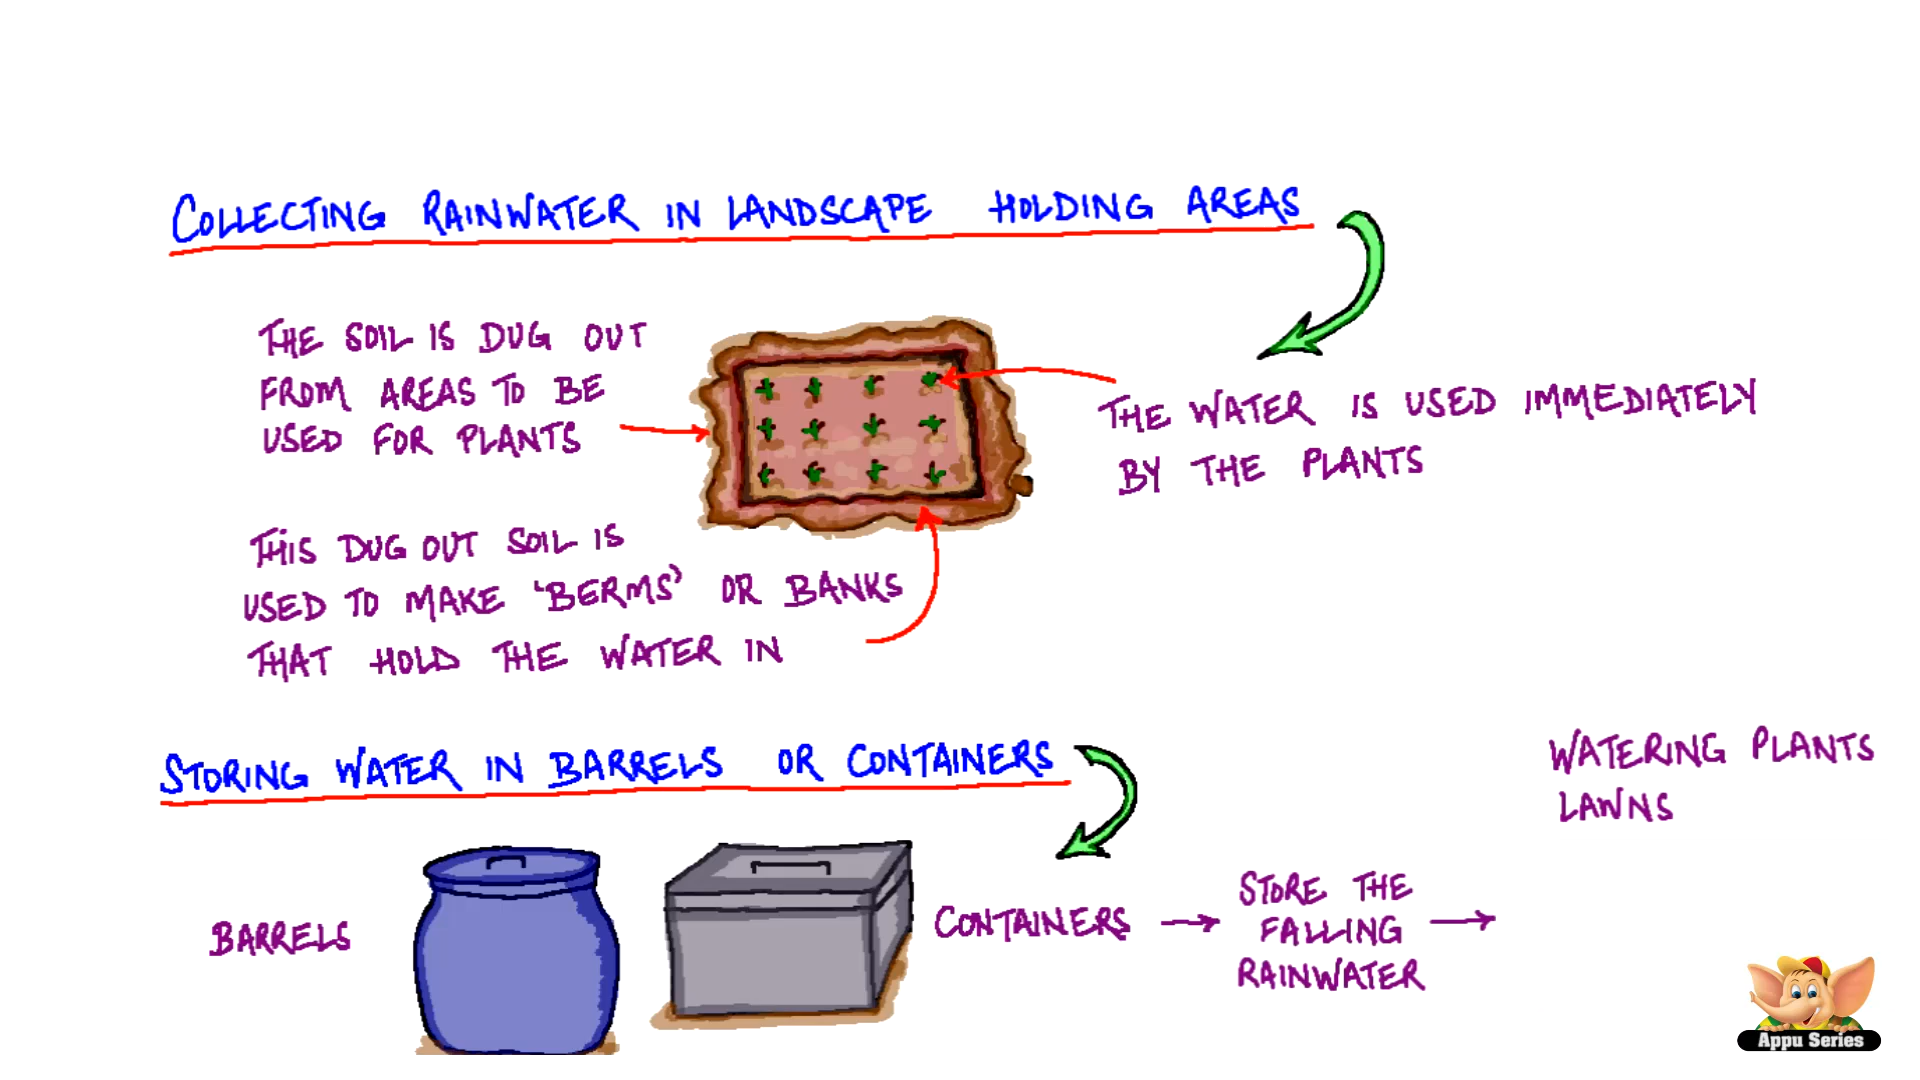 COLLECTING RAINWATER IN LANDSCAPE HOLDING AREAS
THE SOIL IS DUG OUT
FROM AREAS TO BE
USED FOR PLANTS
THE WATER IS USED IMMEDIATELY
BY THE PLANTS
THIS DUG OUT SOIL IS
USED TO MAKE 'BERMS' OR BANKS
THAT HOLD THE WATER IN
STORING WATER IN BARRELS OR CONTAINERS
BARRELS
CONTAINERS
STORE THE
FALLING
RAINWATER
WATERING PLANTS
LAWNS
Appu Series